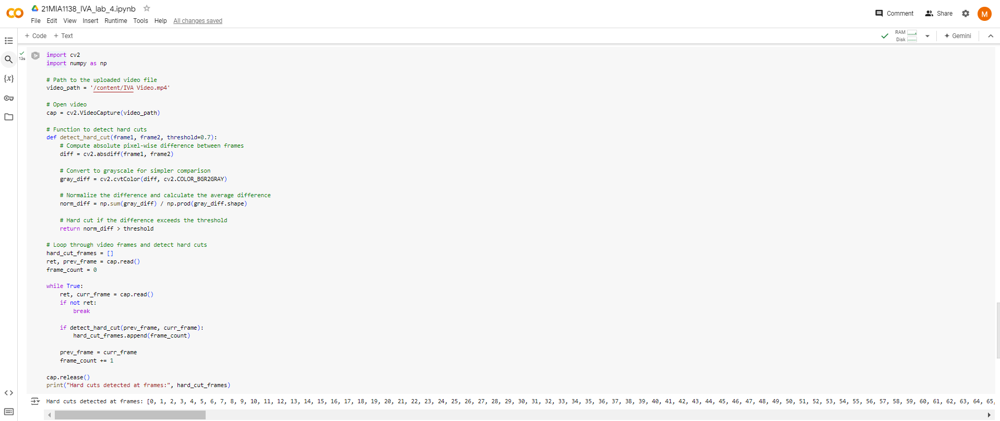 21MIA1138_IVA_lab_4.ipynb
File Edit View Insert Runtime Tools Help All changes saved
Comment Share M
+ Code + Text
RAM
Disk
Gemini
13s
import cv2
import numpy as np
# Path to the uploaded video file
video_path = '/content/IVA Video.mp4'
# Open video
cap = cv2.VideoCapture(video_path)
# Function to detect hard cuts
def detect_hard_cut(frame1, frame2, threshold=0.7):
    # Compute absolute pixel-wise difference between frames
    diff = cv2.absdiff(frame1, frame2)
    # Convert to grayscale for simpler comparison
    gray_diff = cv2.cvtColor(diff, cv2.COLOR_BGR2GRAY)
    # Normalize the difference and calculate the average difference
    norm_diff = np.sum(gray_diff) / np.prod(gray_diff.shape)
    # Hard cut if the difference exceeds the threshold
    return norm_diff > threshold
# Loop through video frames and detect hard cuts
hard_cut_frames = []
ret, prev_frame = cap.read()
frame_count = 0
while True:
    ret, curr_frame = cap.read()
    if not ret:
        break
    if detect_hard_cut(prev_frame, curr_frame):
        hard_cut_frames.append(frame_count)
    prev_frame = curr_frame
    frame_count += 1
cap.release()
print("Hard cuts detected at frames:", hard_cut_frames)
Hard cuts detected at frames: [0, 1, 2, 3, 4, 5, 6, 7, 8, 9, 10, 11, 12, 13, 14, 15, 16, 17, 18, 19, 20, 21, 22, 23, 24, 25, 26, 27, 28, 29, 30, 31, 32, 33, 34, 35, 36, 37, 38, 39, 40, 41, 42, 43, 44, 45, 46, 47, 48, 49, 50, 51, 52, 53, 54, 55, 56, 57, 58, 59, 60, 61, 62, 63, 64, 65,